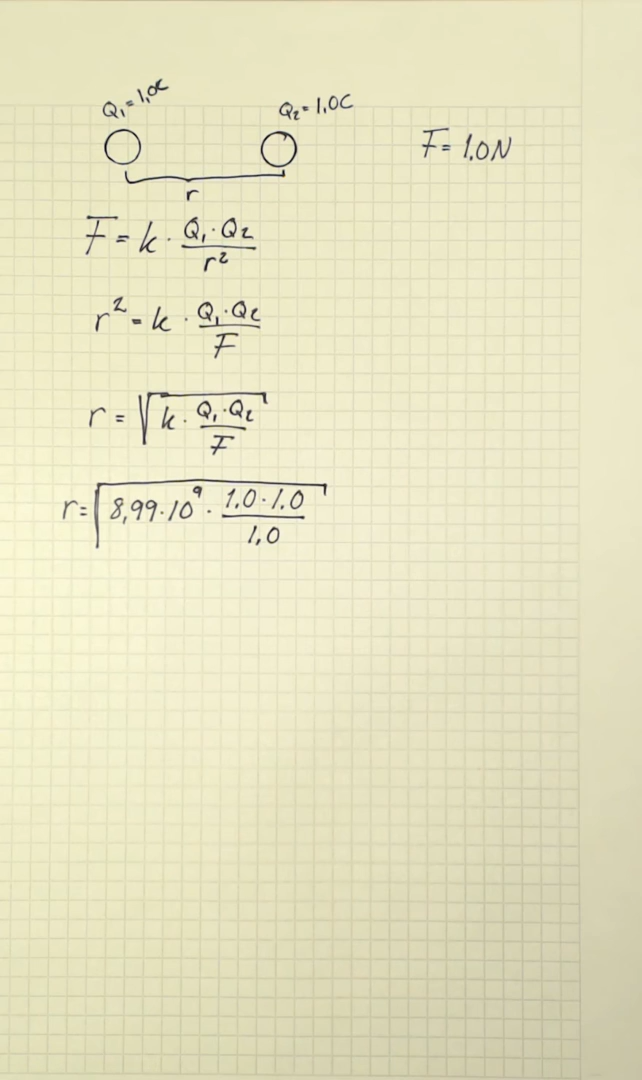 Q₁ = 1,0C
Q₂ = 1,0C
F = 1,0N
r
F = k · Q₁·Q₂ / r²
r² = k · Q₁·Q₂ / F
r = √(k · Q₁·Q₂ / F)
r = √(8,99·10⁹ · 1,0·1,0 / 1,0)